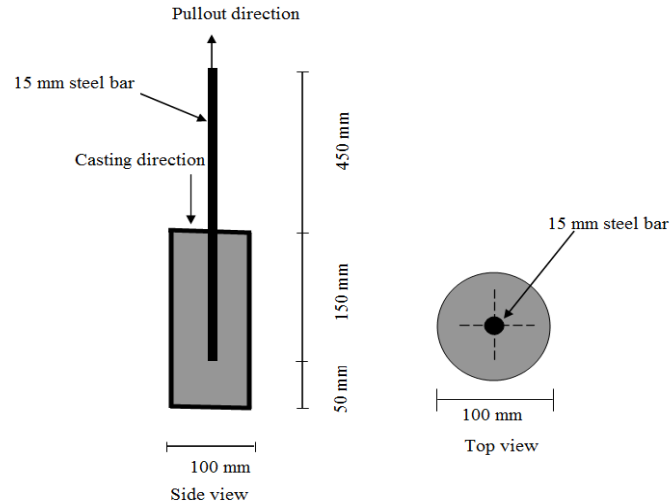 Pullout direction
15 mm steel bar
Casting direction
450 mm
150 mm
50 mm
100 mm
Side view
15 mm steel bar
100 mm
Top view